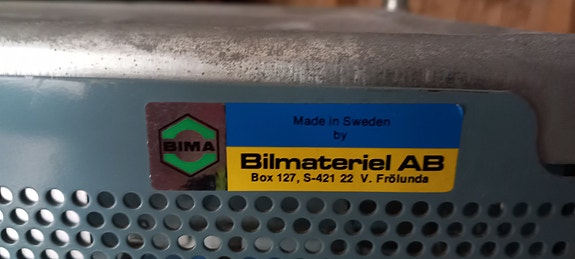 BIMA
Made in Sweden
by
Bilmateriel AB
Box 127, S-421 22 V. Frölunda